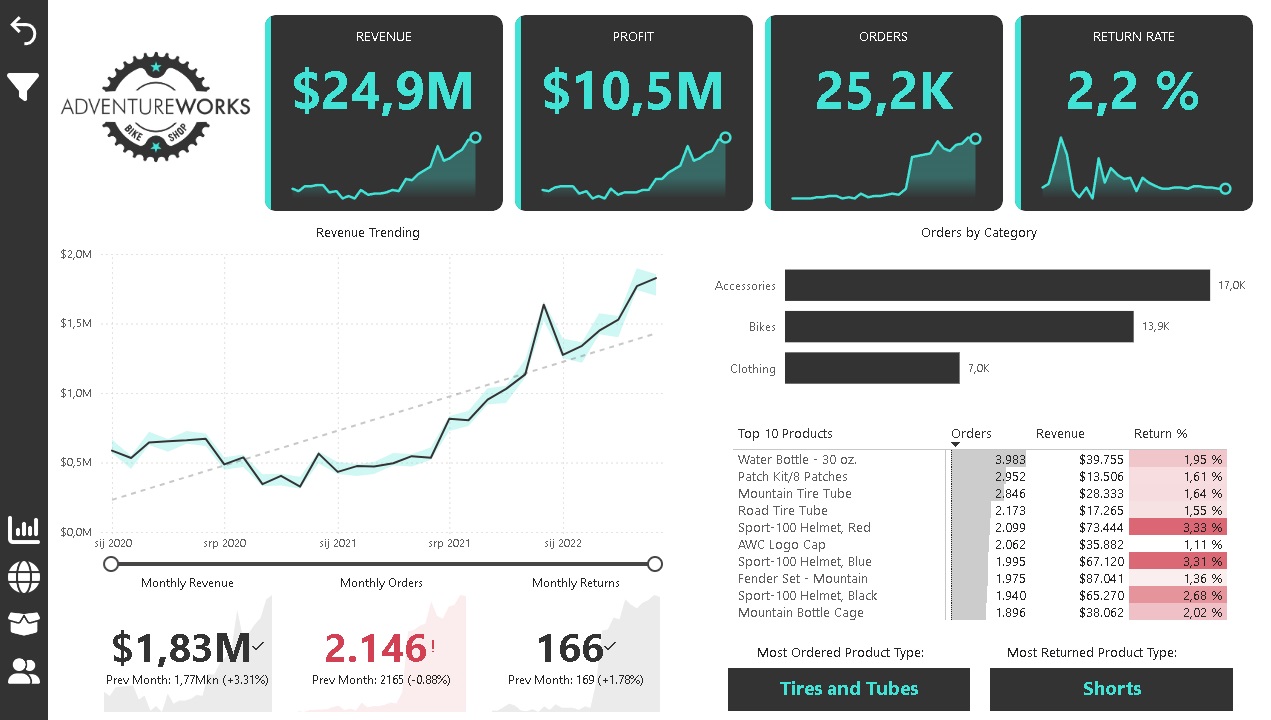 ADVENTUREWORKS
BIKE SHOP
REVENUE
$24,9M
PROFIT
$10,5M
ORDERS
25,2K
RETURN RATE
2,2 %
Revenue Trending
$2,0M
$1,5M
$1,0M
$0,5M
$0,0M
sij 2020
srp 2020
sij 2021
srp 2021
sij 2022
Orders by Category
Accessories 17,0K
Bikes 13,9K
Clothing 7,0K
Top 10 Products Orders Revenue Return %
Water Bottle - 30 oz. 3.983 $39.755 1,95 %
Patch Kit/8 Patches 2.952 $13.506 1,61 %
Mountain Tire Tube 2.846 $28.333 1,64 %
Road Tire Tube 2.173 $17.265 1,55 %
Sport-100 Helmet, Red 2.099 $73.444 3,33 %
AWC Logo Cap 2.062 $35.882 1,11 %
Sport-100 Helmet, Blue 1.995 $67.120 3,31 %
Fender Set - Mountain 1.975 $87.041 1,36 %
Sport-100 Helmet, Black 1.940 $65.270 2,68 %
Mountain Bottle Cage 1.896 $38.062 2,02 %
Monthly Revenue
$1,83M✓
Prev Month: 1,77Mkn (+3.31%)
Monthly Orders
2.146!
Prev Month: 2165 (-0.88%)
Monthly Returns
166✓
Prev Month: 169 (+1.78%)
Most Ordered Product Type:
Tires and Tubes
Most Returned Product Type:
Shorts